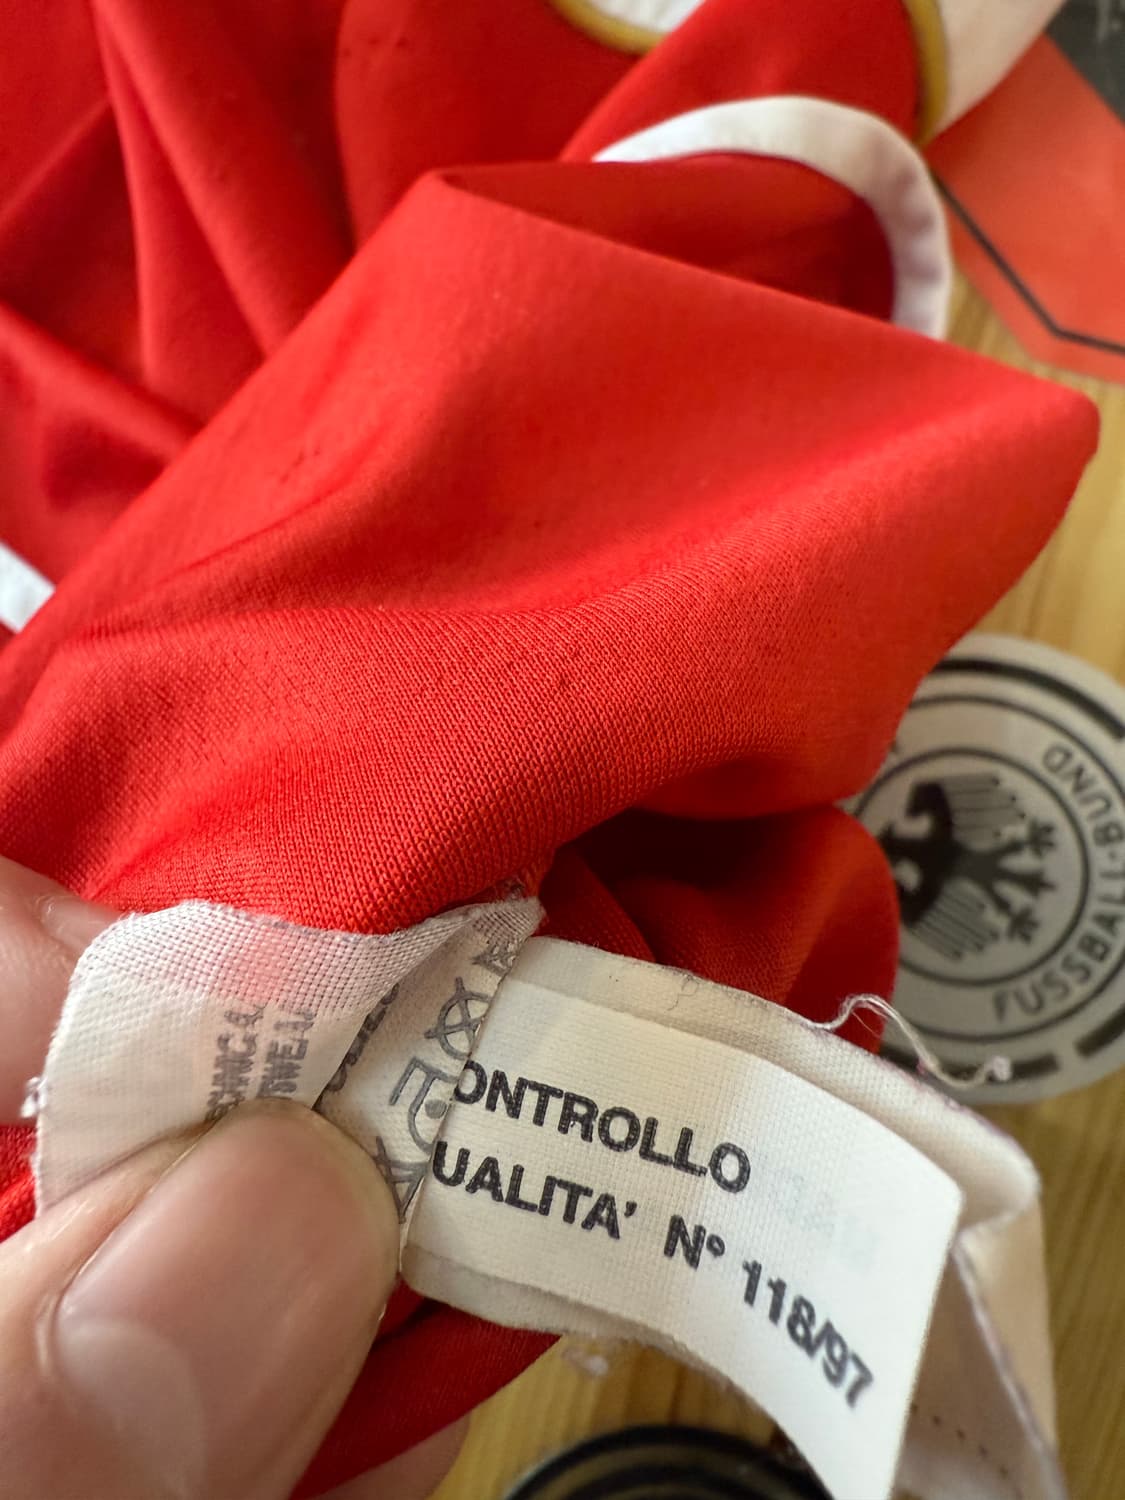 ONTROLLO
UALITA' N° 118/97
FUSSBALL-BUND